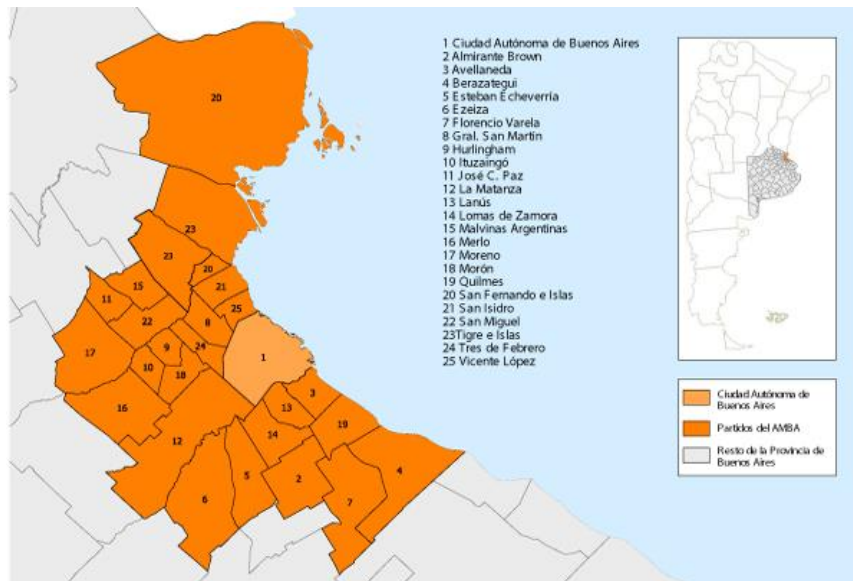 1 Ciudad Autónoma de Buenos Aires
2 Almirante Brown
3 Avellaneda
4 Berazategui
5 Esteban Echeverría
6 Ezeiza
7 Florencio Varela
8 Gral. San Martín
9 Hurlingham
10 Ituzaingó
11 José C. Paz
12 La Matanza
13 Lanús
14 Lomas de Zamora
15 Malvinas Argentinas
16 Merlo
17 Moreno
18 Morón
19 Quilmes
20 San Fernando e Islas
21 San Isidro
22 San Miguel
23Tigre e Islas
24 Tres de Febrero
25 Vicente López
20
23
23
20
21
15
11
25
22
8
9
24
1
17
10
18
16
3
13
19
12
14
4
5
2
6
7
Ciudad Autónoma de
Buenos Aires
Partidos del AMBA
Resto de la Provincia de
Buenos Aires